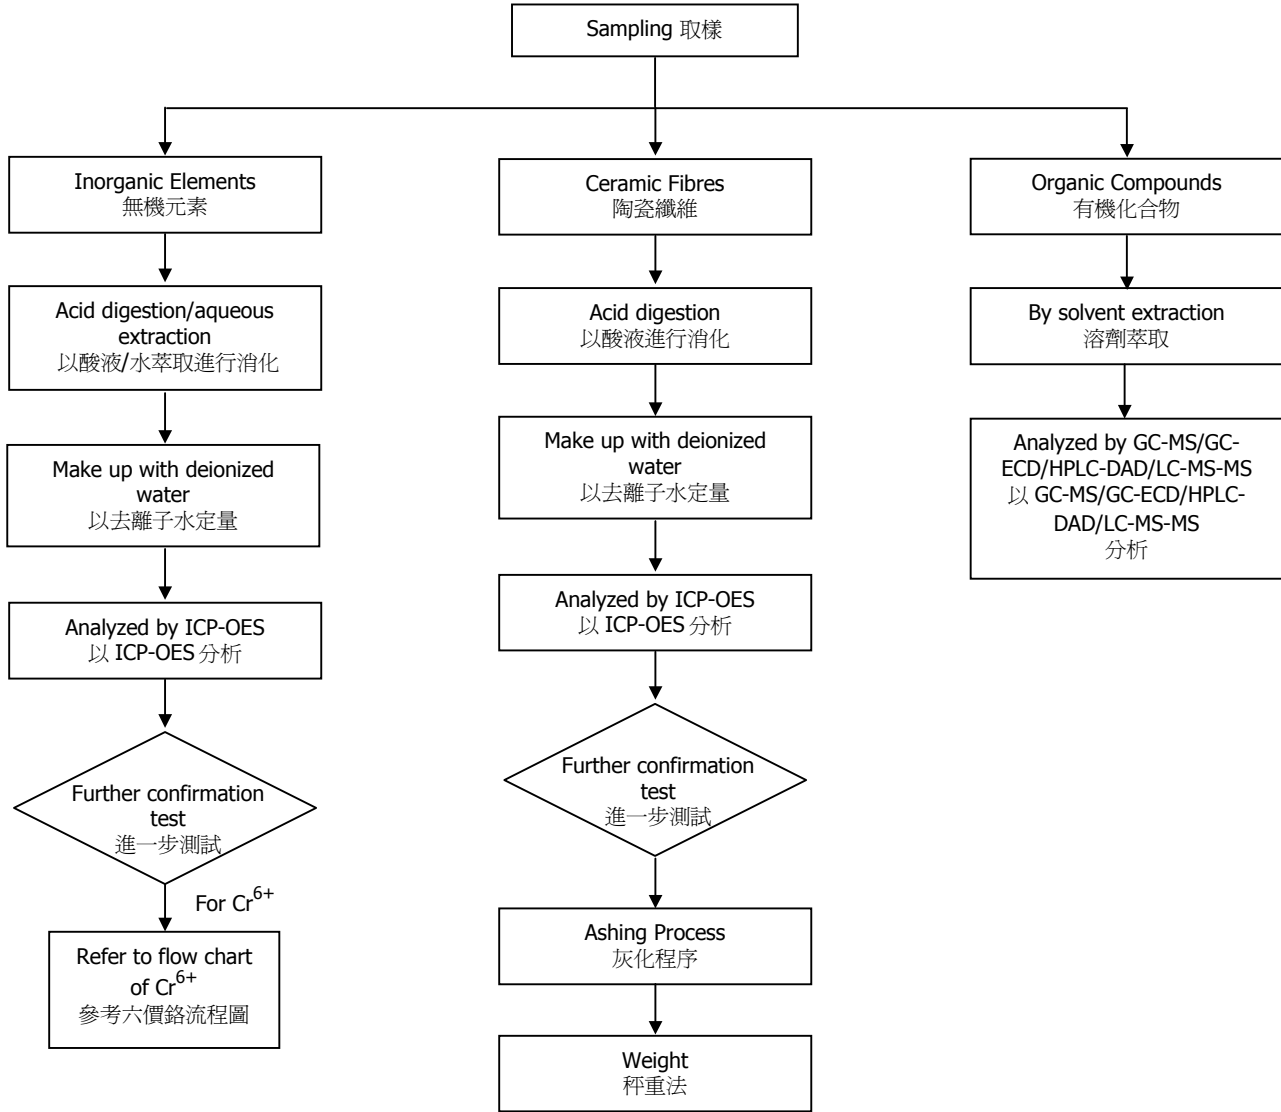 Sampling 取樣
Inorganic Elements
無機元素
Ceramic Fibres
陶瓷纖維
Organic Compounds
有機化合物
Acid digestion/aqueous
extraction
以酸液/水萃取進行消化
Acid digestion
以酸液進行消化
By solvent extraction
溶劑萃取
Make up with deionized
water
以去離子水定量
Make up with deionized
water
以去離子水定量
Analyzed by GC-MS/GC-
ECD/HPLC-DAD/LC-MS-MS
以 GC-MS/GC-ECD/HPLC-
DAD/LC-MS-MS
分析
Analyzed by ICP-OES
以 ICP-OES 分析
Analyzed by ICP-OES
以 ICP-OES 分析
Further confirmation
test
進一步測試
Further confirmation
test
進一步測試
For Cr⁶⁺
Refer to flow chart
of Cr⁶⁺
參考六價鉻流程圖
Ashing Process
灰化程序
Weight
秤重法